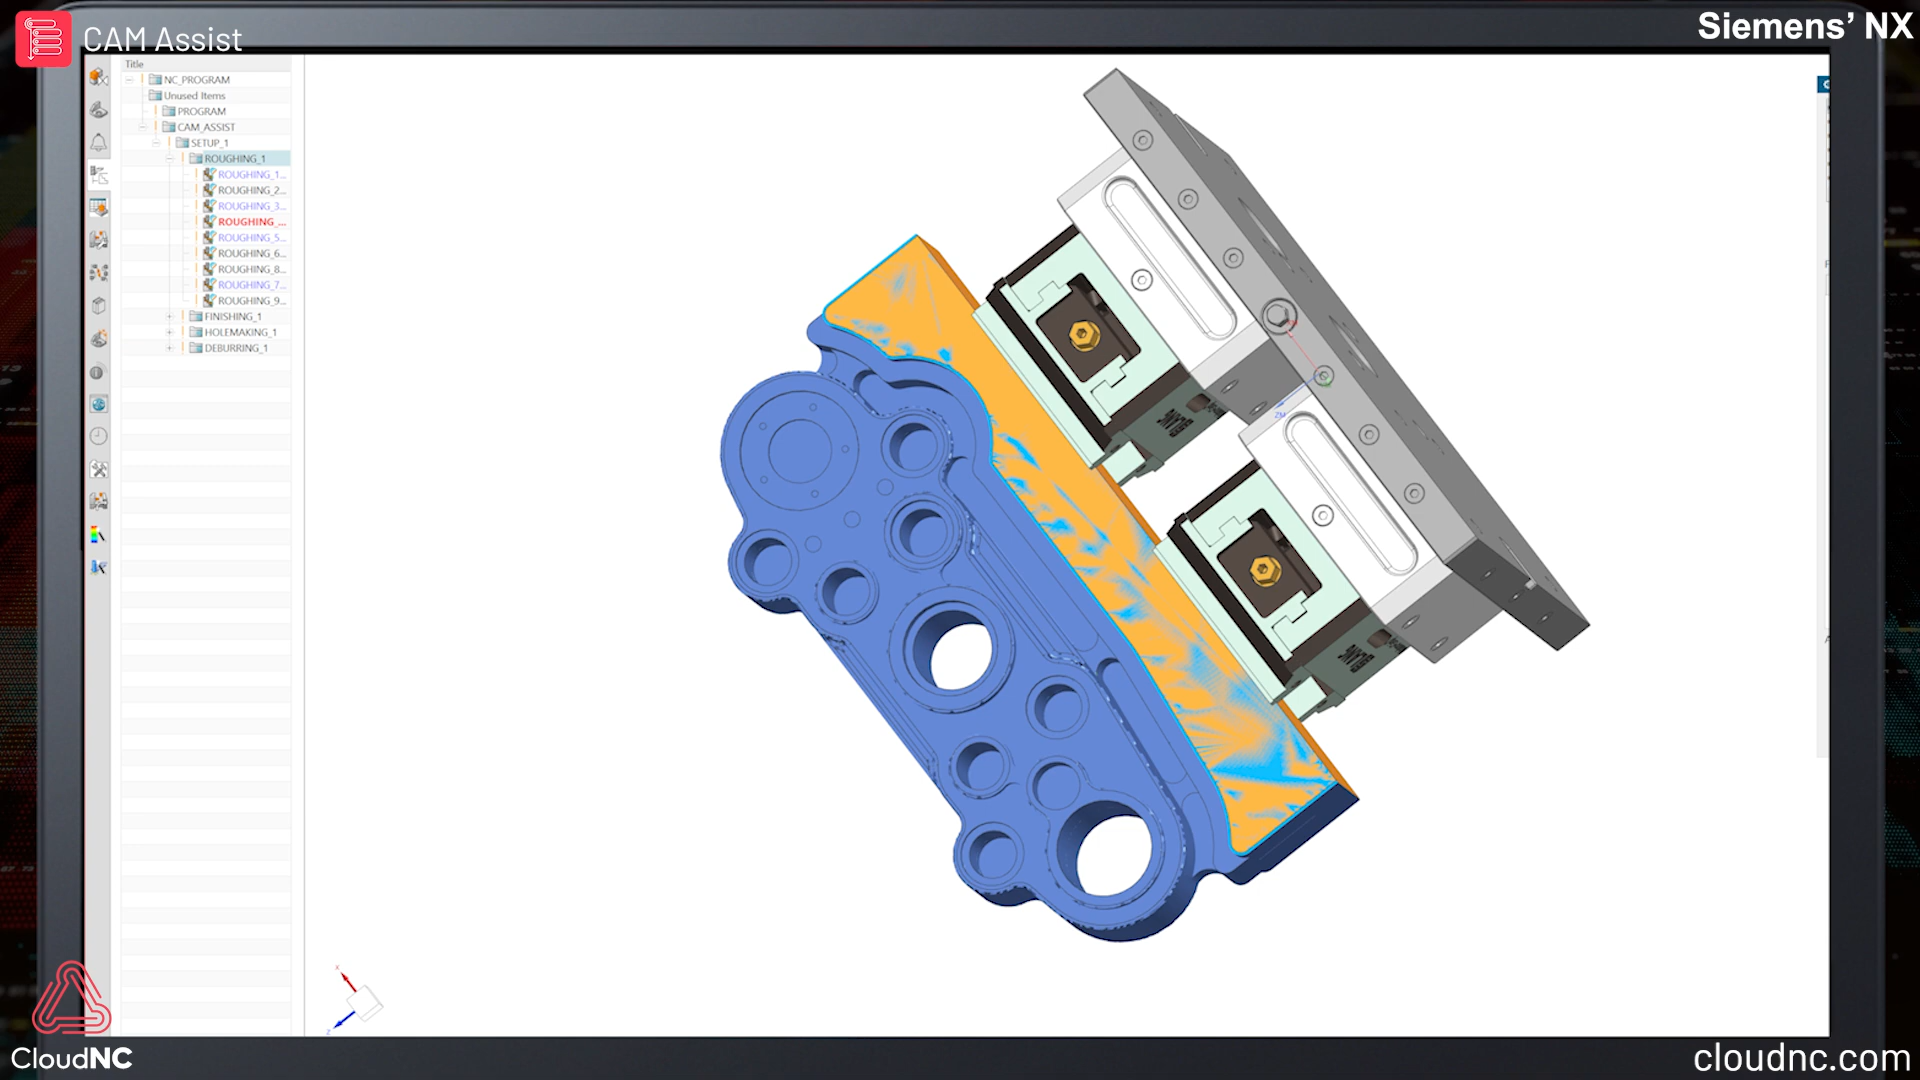 CAM Assist
Siemens’ NX
Title
NC_PROGRAM
Unused Items
PROGRAM
CAM_ASSIST
SETUP_1
ROUGHING_1
ROUGHING_1...
ROUGHING_2...
ROUGHING_3...
ROUGHING_...
ROUGHING_5...
ROUGHING_6...
ROUGHING_8...
ROUGHING_7...
ROUGHING_9...
FINISHING_1
HOLEMAKING_1
DEBURRING_1
ZM
X
Z
CloudNC
cloudnc.com